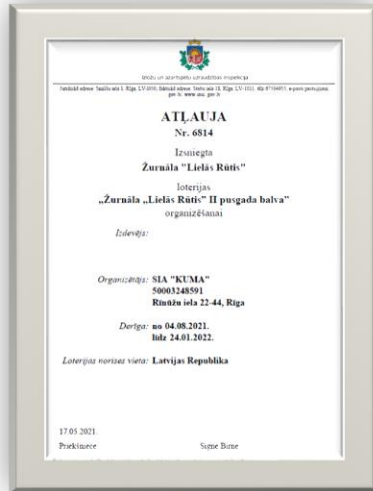 Izložu un azartspēļu uzraudzības inspekcija
ATĻAUJA
Nr. 6814
Izsniegta
Žurnāla "Lielās Rūtis"
loterijas
„Žurnāla „Lielās Rūtis" II pusgada balva"
organizēšanai
Izdevējs:
Organizētājs: SIA "KUMA"
50003248591
Rīnūžu iela 22-44, Rīga
Derīga: no 04.08.2021.
līdz 24.01.2022.
Loterijas norises vieta: Latvijas Republika
17.05.2021.
Priekšniece Signe Birne